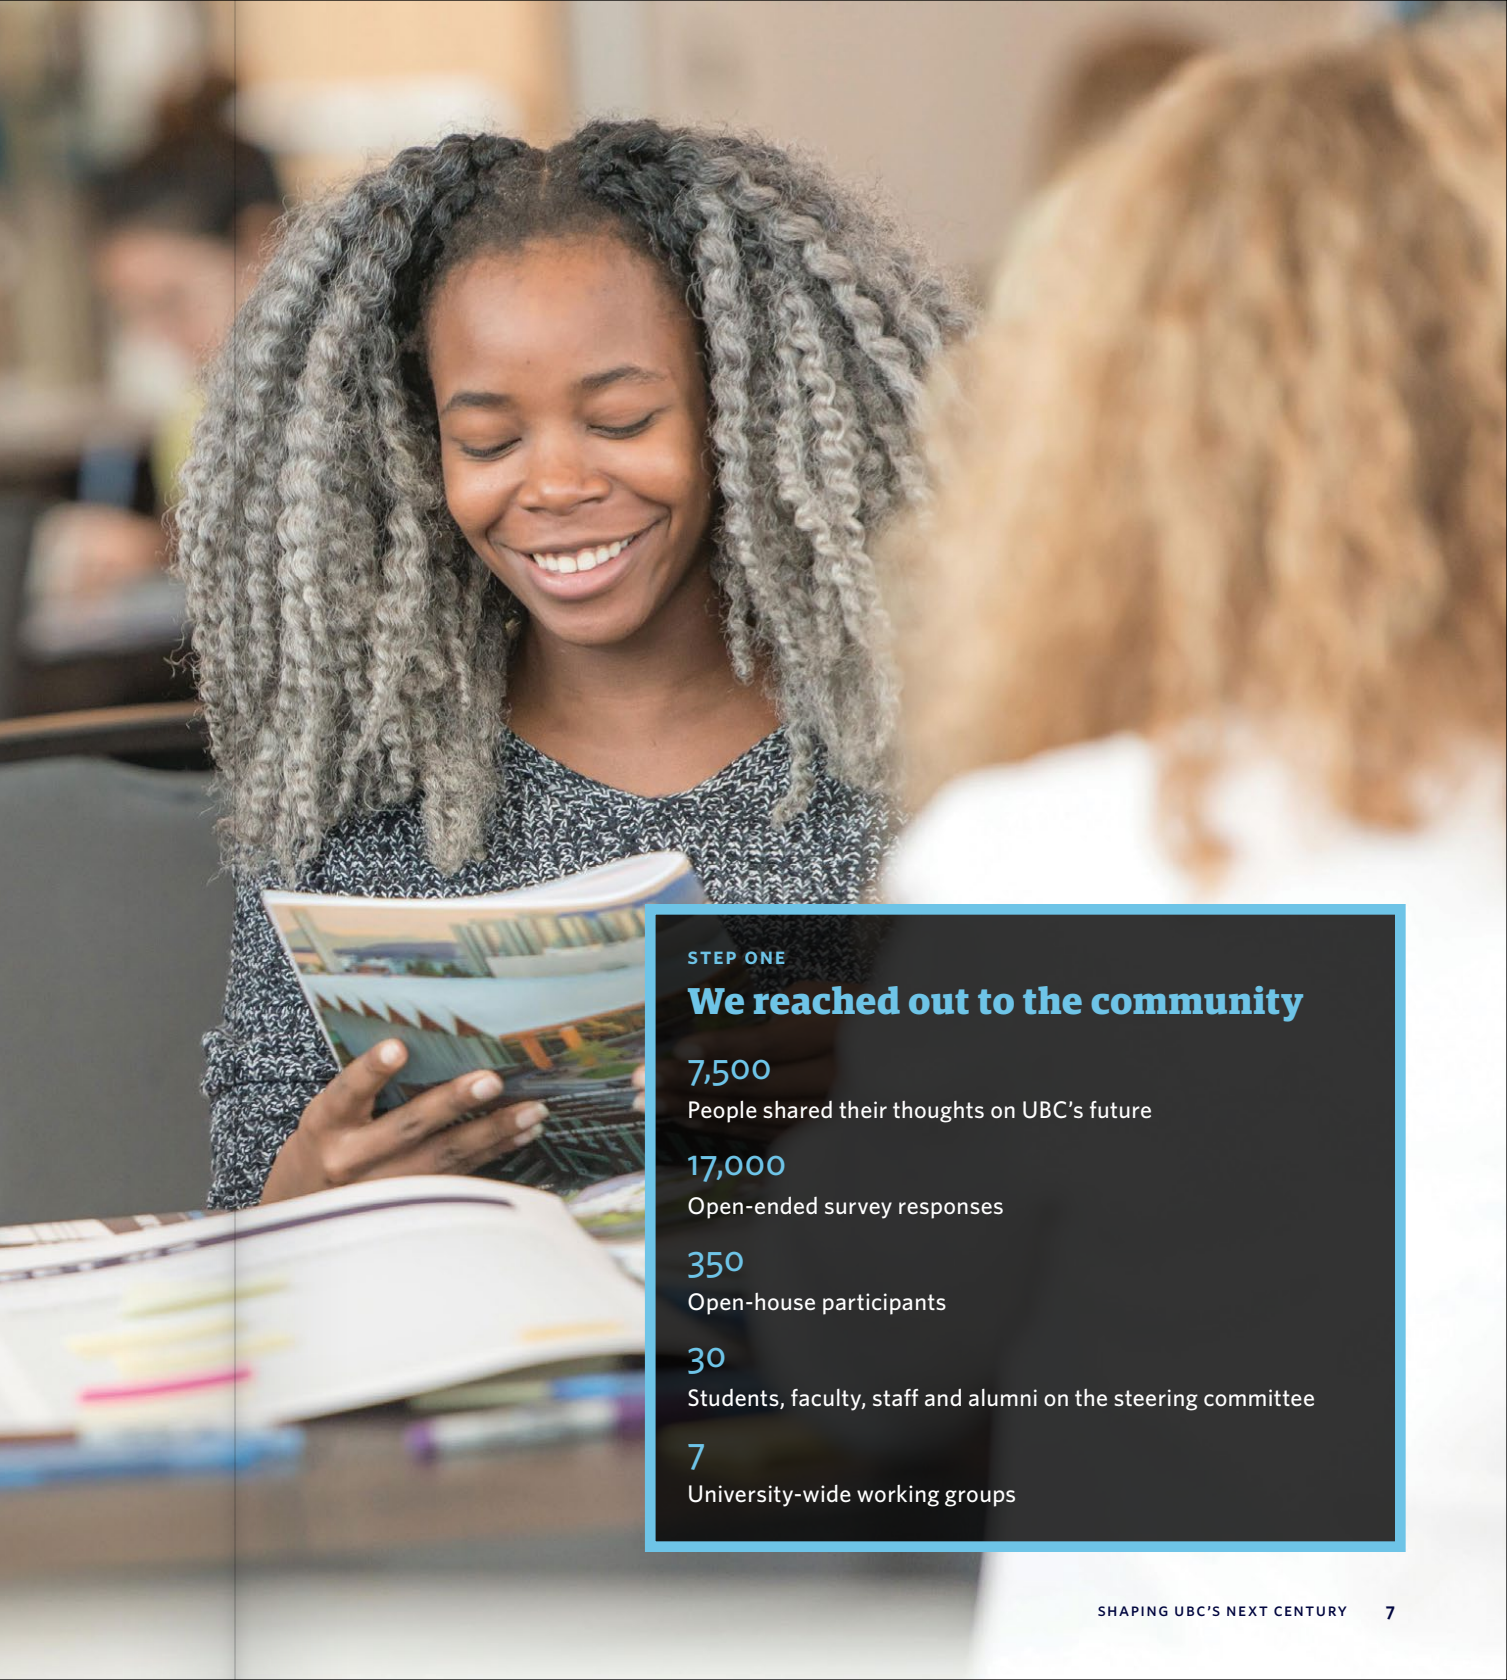 STEP ONE
We reached out to the community
7,500
People shared their thoughts on UBC's future
17,000
Open-ended survey responses
350
Open-house participants
30
Students, faculty, staff and alumni on the steering committee
7
University-wide working groups
SHAPING UBC'S NEXT CENTURY 7